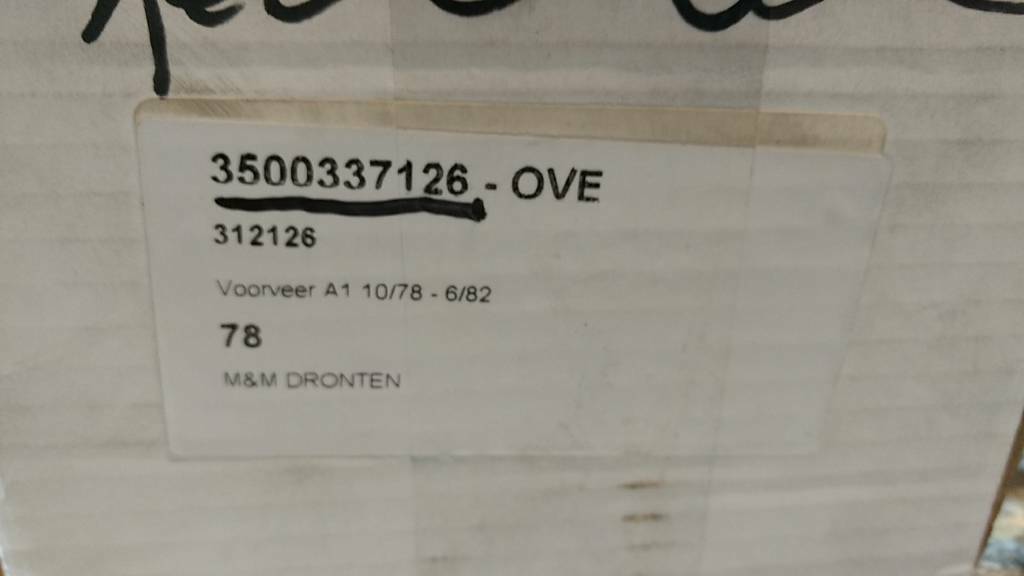 3500337126 - OVE
312126
Voorveer A1 10/78 - 6/82
78
M&M DRONTEN